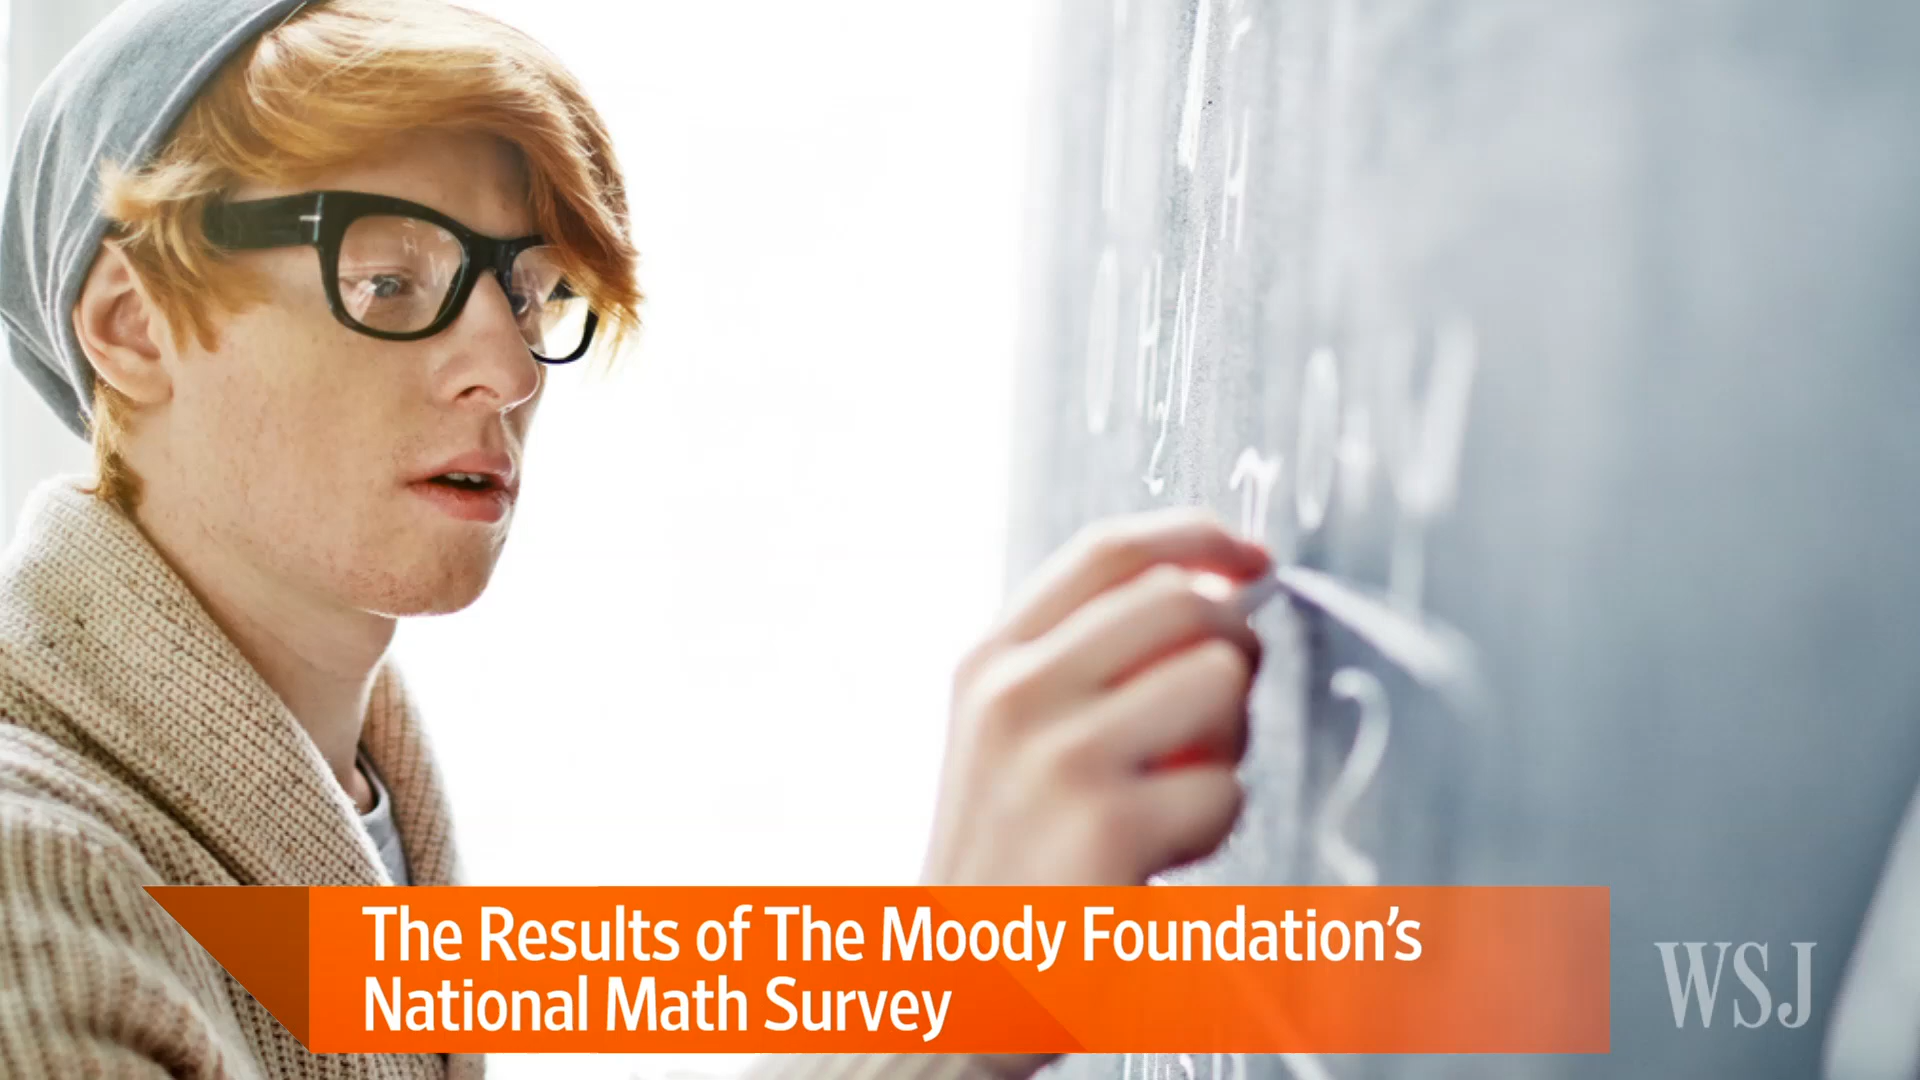 The Results of The Moody Foundation’s
National Math Survey
WSJ